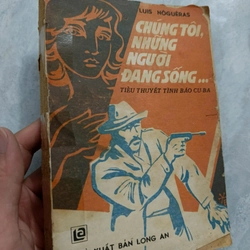 LUIS NOGUERAS
CHÚNG TÔI,
NHỮNG
NGƯỜI
ĐANG SỐNG...
TIỂU THUYẾT TÌNH BÁO CU BA
XUẤT BẢN LONG AN